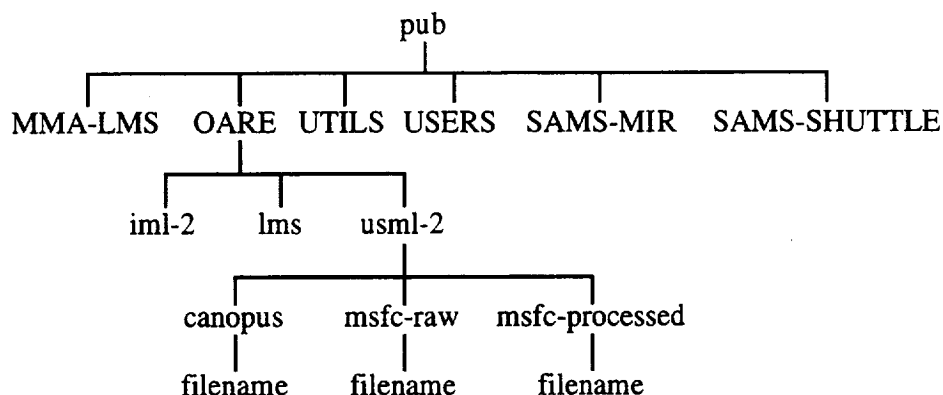 pub
MMA-LMS OARE UTILS USERS SAMS-MIR SAMS-SHUTTLE
iml-2 lms usml-2
canopus msfc-raw msfc-processed
filename filename filename